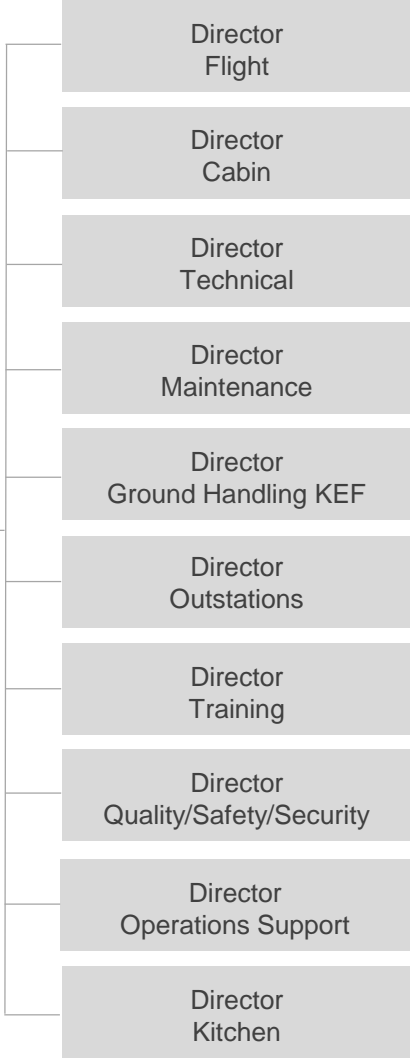 Director
Flight
Director
Cabin
Director
Technical
Director
Maintenance
Director
Ground Handling KEF
Director
Outstations
Director
Training
Director
Quality/Safety/Security
Director
Operations Support
Director
Kitchen